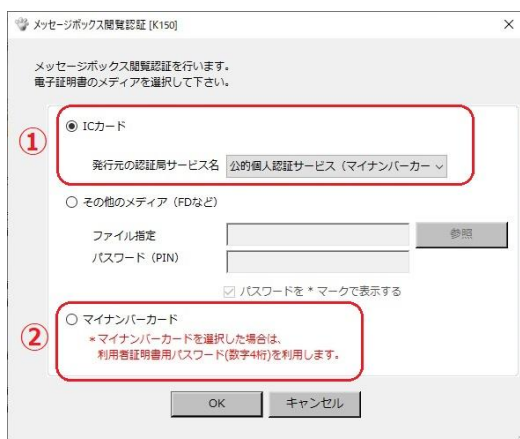 メッセージボックス閲覧認証 [K150]
メッセージボックス閲覧認証を行います。
電子証明書のメディアを選択して下さい。
①
ICカード
発行元の認証局サービス名 公的個人認証サービス（マイナンバーカー
その他のメディア（FDなど）
ファイル指定 参照
パスワード（PIN）
パスワードを * マークで表示する
②
マイナンバーカード
* マイナンバーカードを選択した場合は、
利用者証明書用パスワード(数字4桁)を利用します。
OK キャンセル